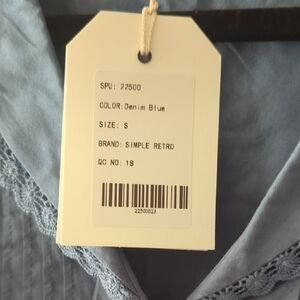 SPU: 22500
COLOR: Denim Blue
SIZE: S
BRAND: SIMPLE RETRO
QC NO: 18
22500023